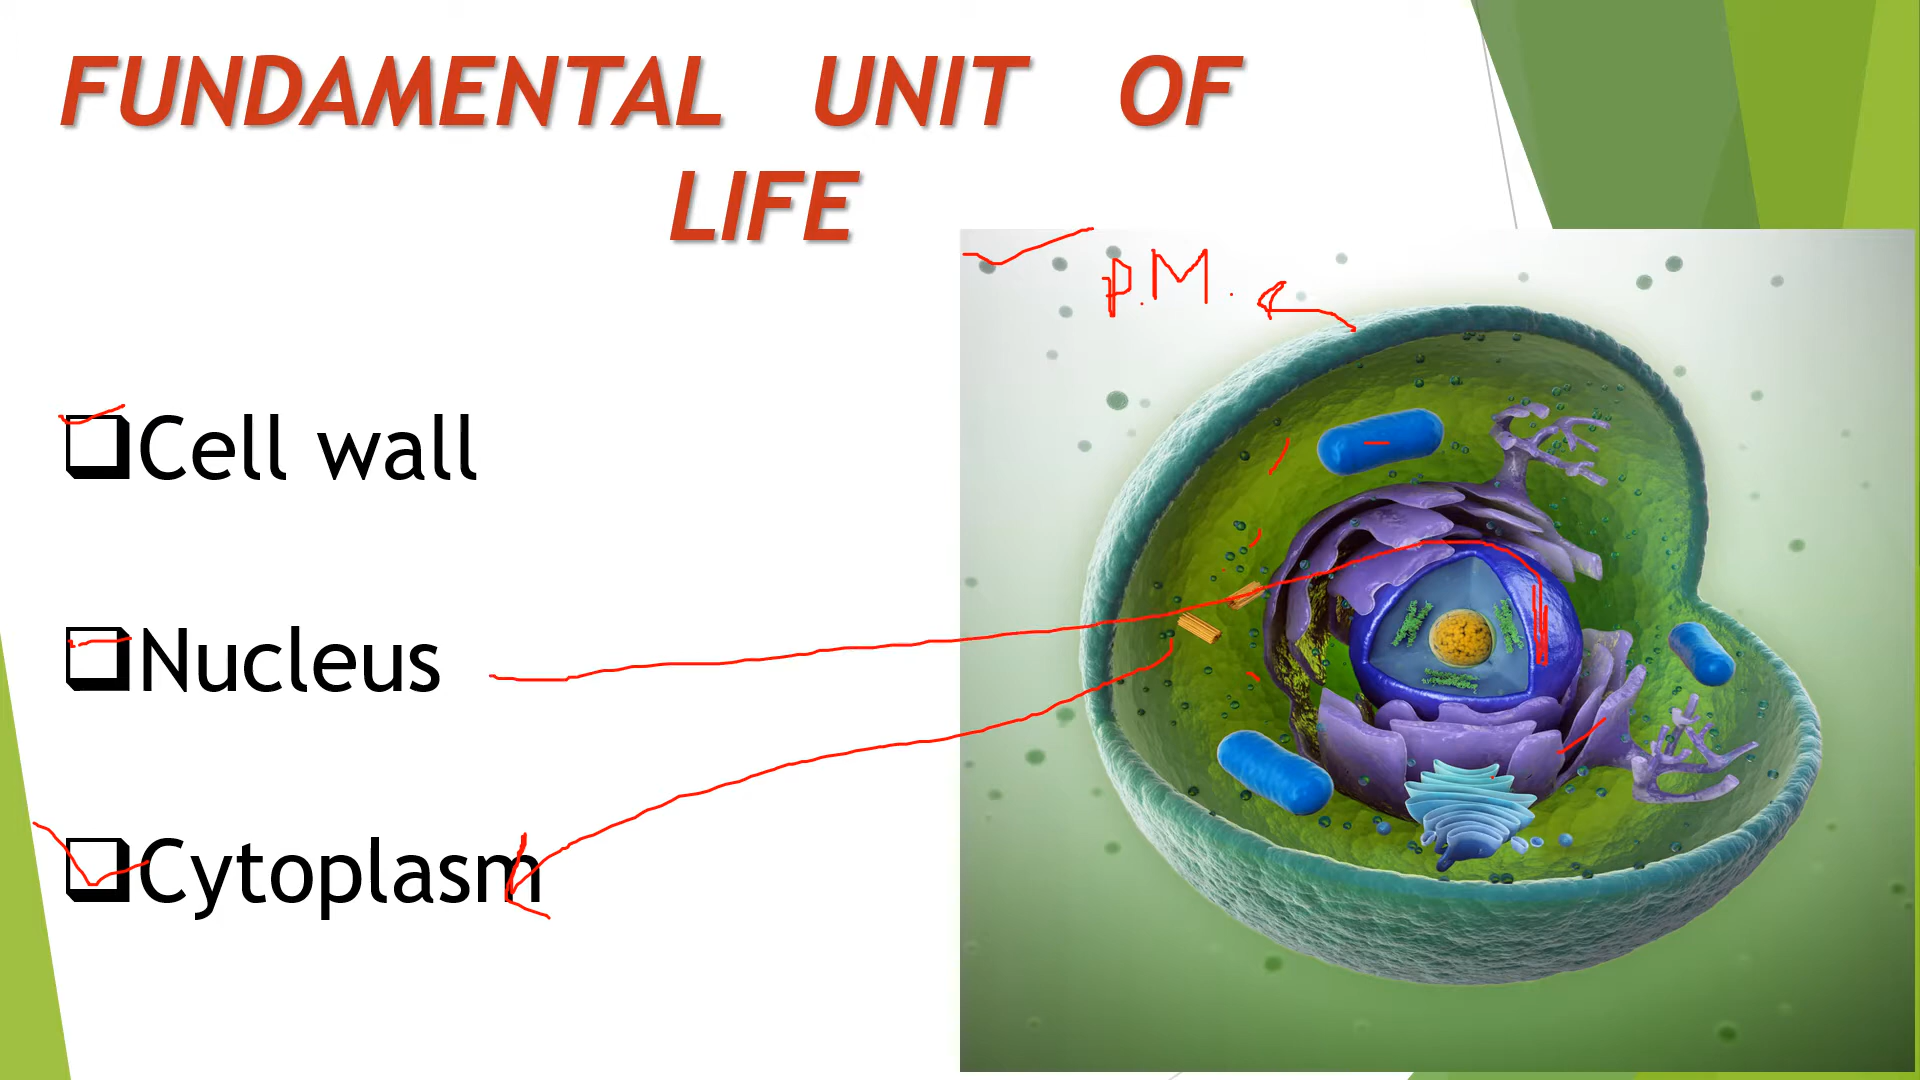 FUNDAMENTAL UNIT OF
LIFE
P.M.
Cell wall
Nucleus
Cytoplasm